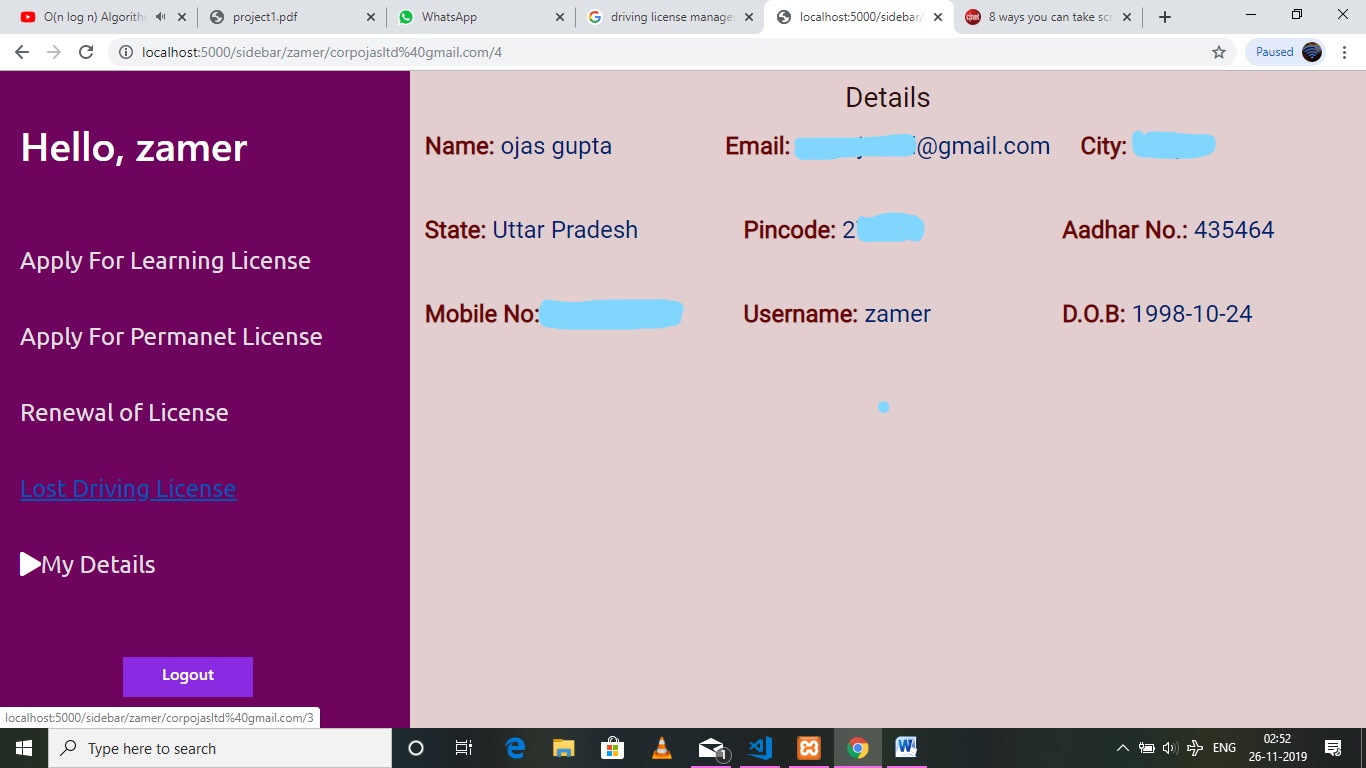 O(n log n) Algorith
project1.pdf
WhatsApp
driving license manage
localhost:5000/sidebar/
8 ways you can take scr
localhost:5000/sidebar/zamer/corpojasltd%40gmail.com/4
Paused
Hello, zamer
Apply For Learning License
Apply For Permanet License
Renewal of License
Lost Driving License
My Details
Logout
Details
Name: ojas gupta Email: @gmail.com City:
State: Uttar Pradesh Pincode: 2 Aadhar No.: 435464
Mobile No: Username: zamer D.O.B: 1998-10-24
localhost:5000/sidebar/zamer/corpojasltd%40gmail.com/3
Type here to search
1
W
ENG
02:52
26-11-2019